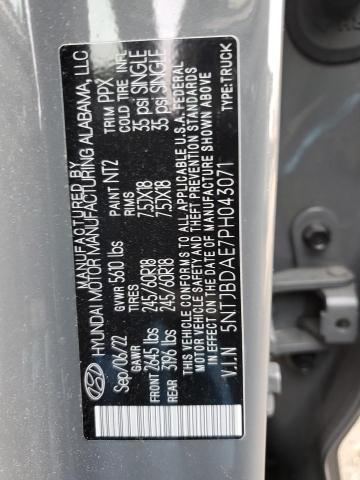 MANUFACTURED BY
HYUNDAI MOTOR MANUFACTURING ALABAMA, LLC
Sep/06/22 GVWR 5610 lbs PAINT NT2 TRIM PPX
GAWR TIRES RIMS COLD TIRE INFL
FRONT 2645 lbs 245/60R18 7.5JX18 35 psi SINGLE
REAR 3096 lbs 245/60R18 7.5JX18 35 psi SINGLE
THIS VEHICLE CONFORMS TO ALL APPLICABLE U.S.A. FEDERAL
MOTOR VEHICLE SAFETY AND THEFT PREVENTION STANDARDS
IN EFFECT ON THE DATE OF MANUFACTURE SHOWN ABOVE.
V.I.N 5NTJBDAE7PH043071 TYPE:TRUCK